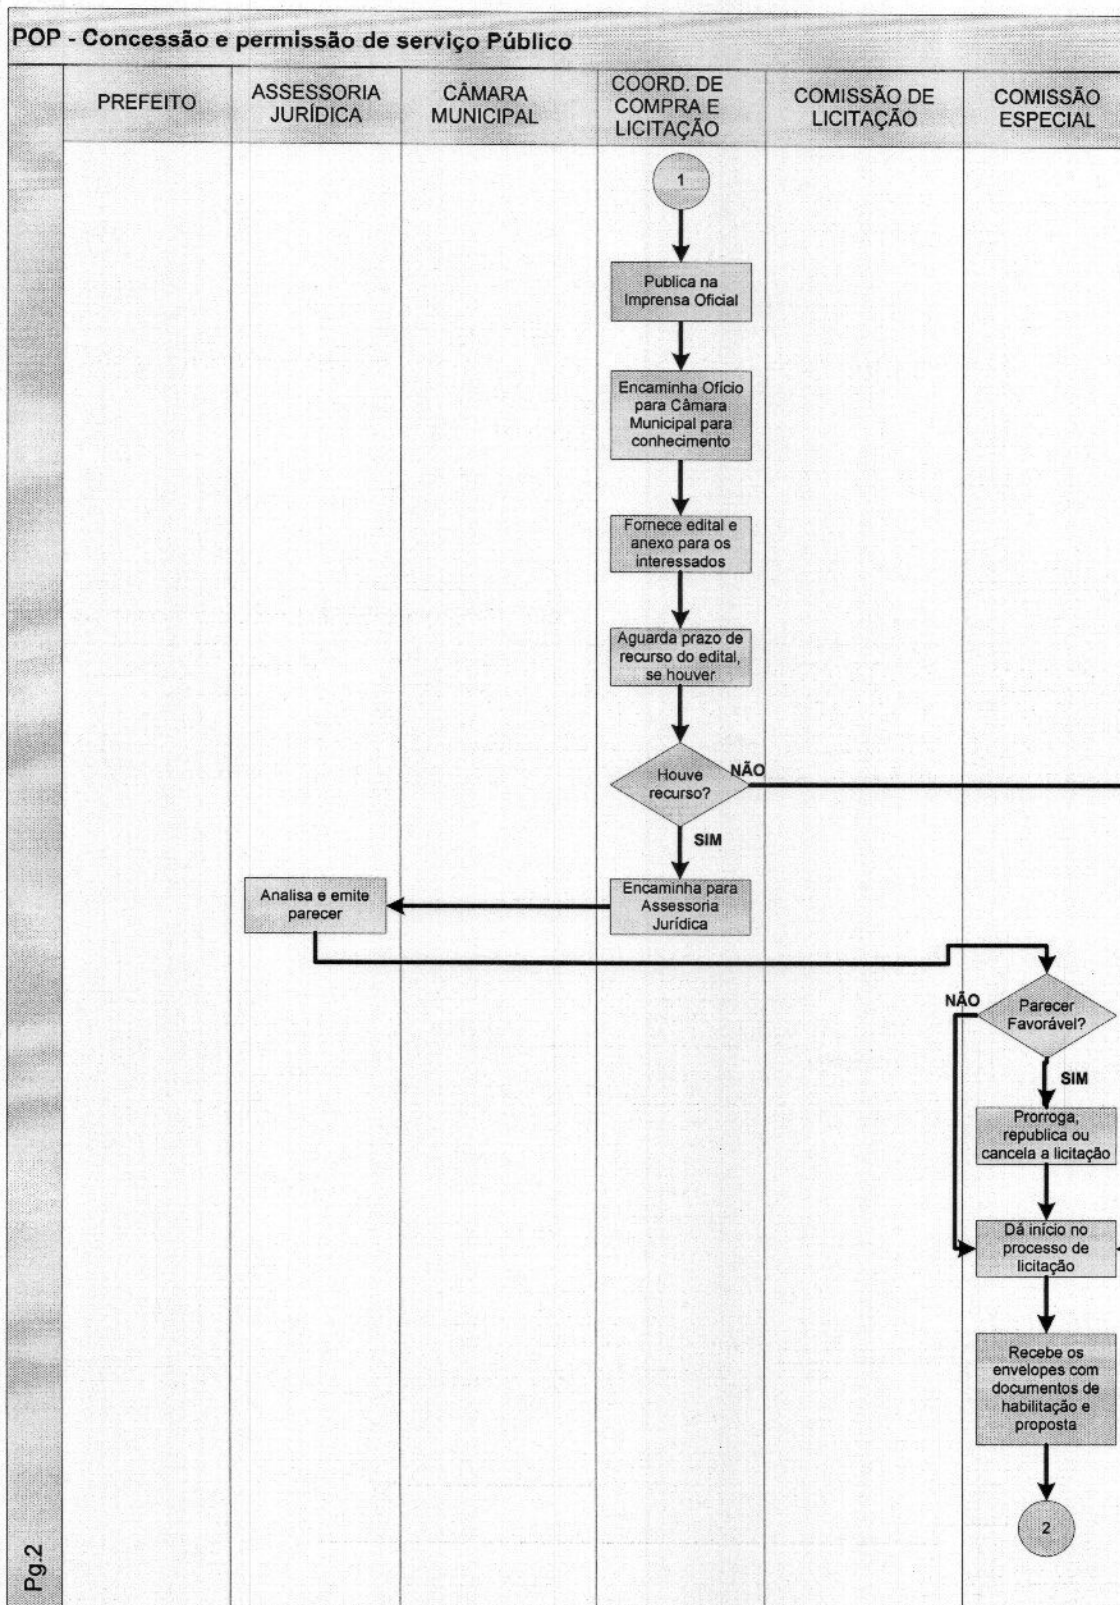 POP - Concessão e permissão de serviço Público
PREFEITO
ASSESSORIA
JURÍDICA
CÂMARA
MUNICIPAL
COORD. DE
COMPRA E
LICITAÇÃO
COMISSÃO DE
LICITAÇÃO
COMISSÃO
ESPECIAL
1
Publica na
Imprensa Oficial
Encaminha Ofício
para Câmara
Municipal para
conhecimento
Fornece edital e
anexo para os
interessados
Aguarda prazo de
recurso do edital,
se houver
Houve
recurso?
NÃO
SIM
Encaminha para
Assessoria
Jurídica
Analisa e emite
parecer
Parecer
Favorável?
NÃO
SIM
Prorroga,
republica ou
cancela a licitação
Dá início no
processo de
licitação
Recebe os
envelopes com
documentos de
habilitação e
proposta
2
Pg.2